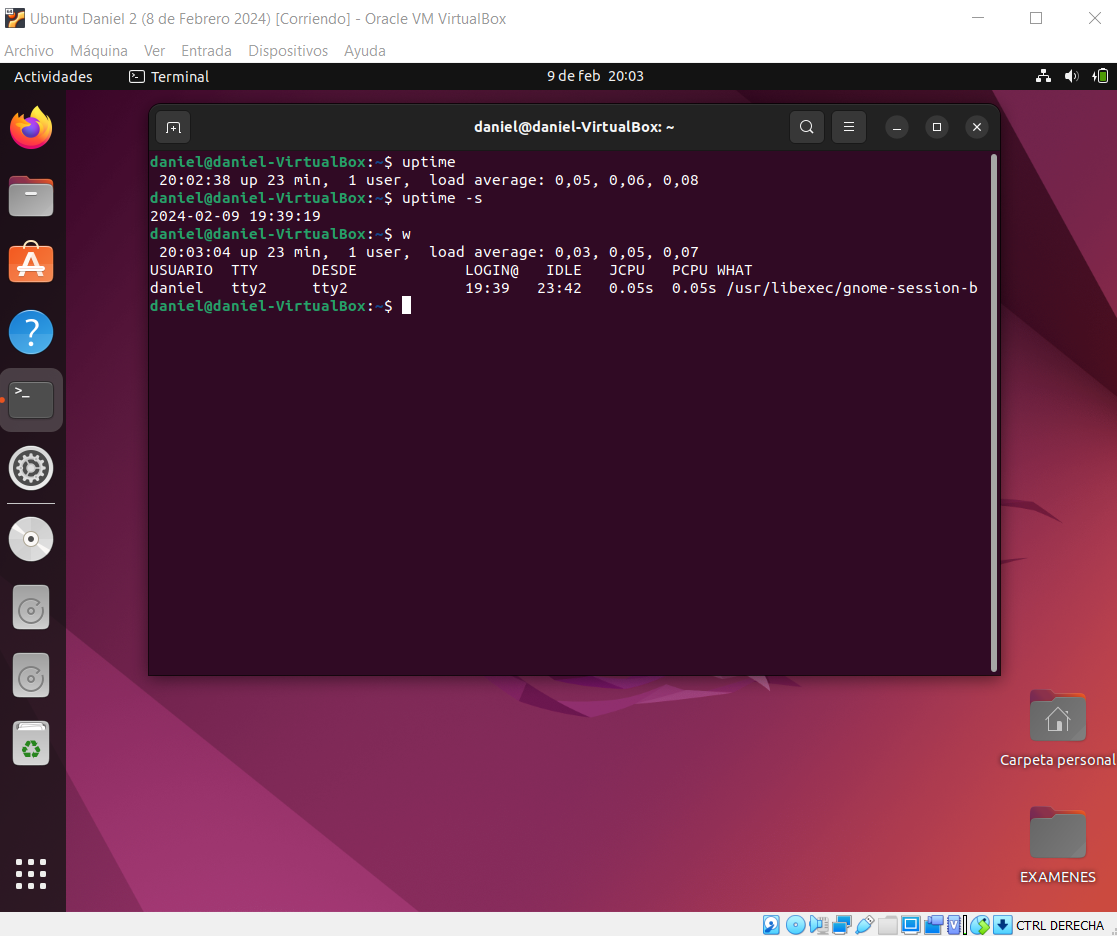 Ubuntu Daniel 2 (8 de Febrero 2024) [Corriendo] - Oracle VM VirtualBox
Archivo Máquina Ver Entrada Dispositivos Ayuda
Actividades Terminal 9 de feb 20:03
daniel@daniel-VirtualBox: ~
daniel@daniel-VirtualBox:~$ uptime
 20:02:38 up 23 min,  1 user,  load average: 0,05, 0,06, 0,08
daniel@daniel-VirtualBox:~$ uptime -s
2024-02-09 19:39:19
daniel@daniel-VirtualBox:~$ w
 20:03:04 up 23 min,  1 user,  load average: 0,03, 0,05, 0,07
USUARIO  TTY      DESDE            LOGIN@   IDLE   JCPU   PCPU WHAT
daniel   tty2     tty2             19:39   23:42   0.05s  0.05s /usr/libexec/gnome-session-b
daniel@daniel-VirtualBox:~$
Carpeta personal
EXAMENES
CTRL DERECHA